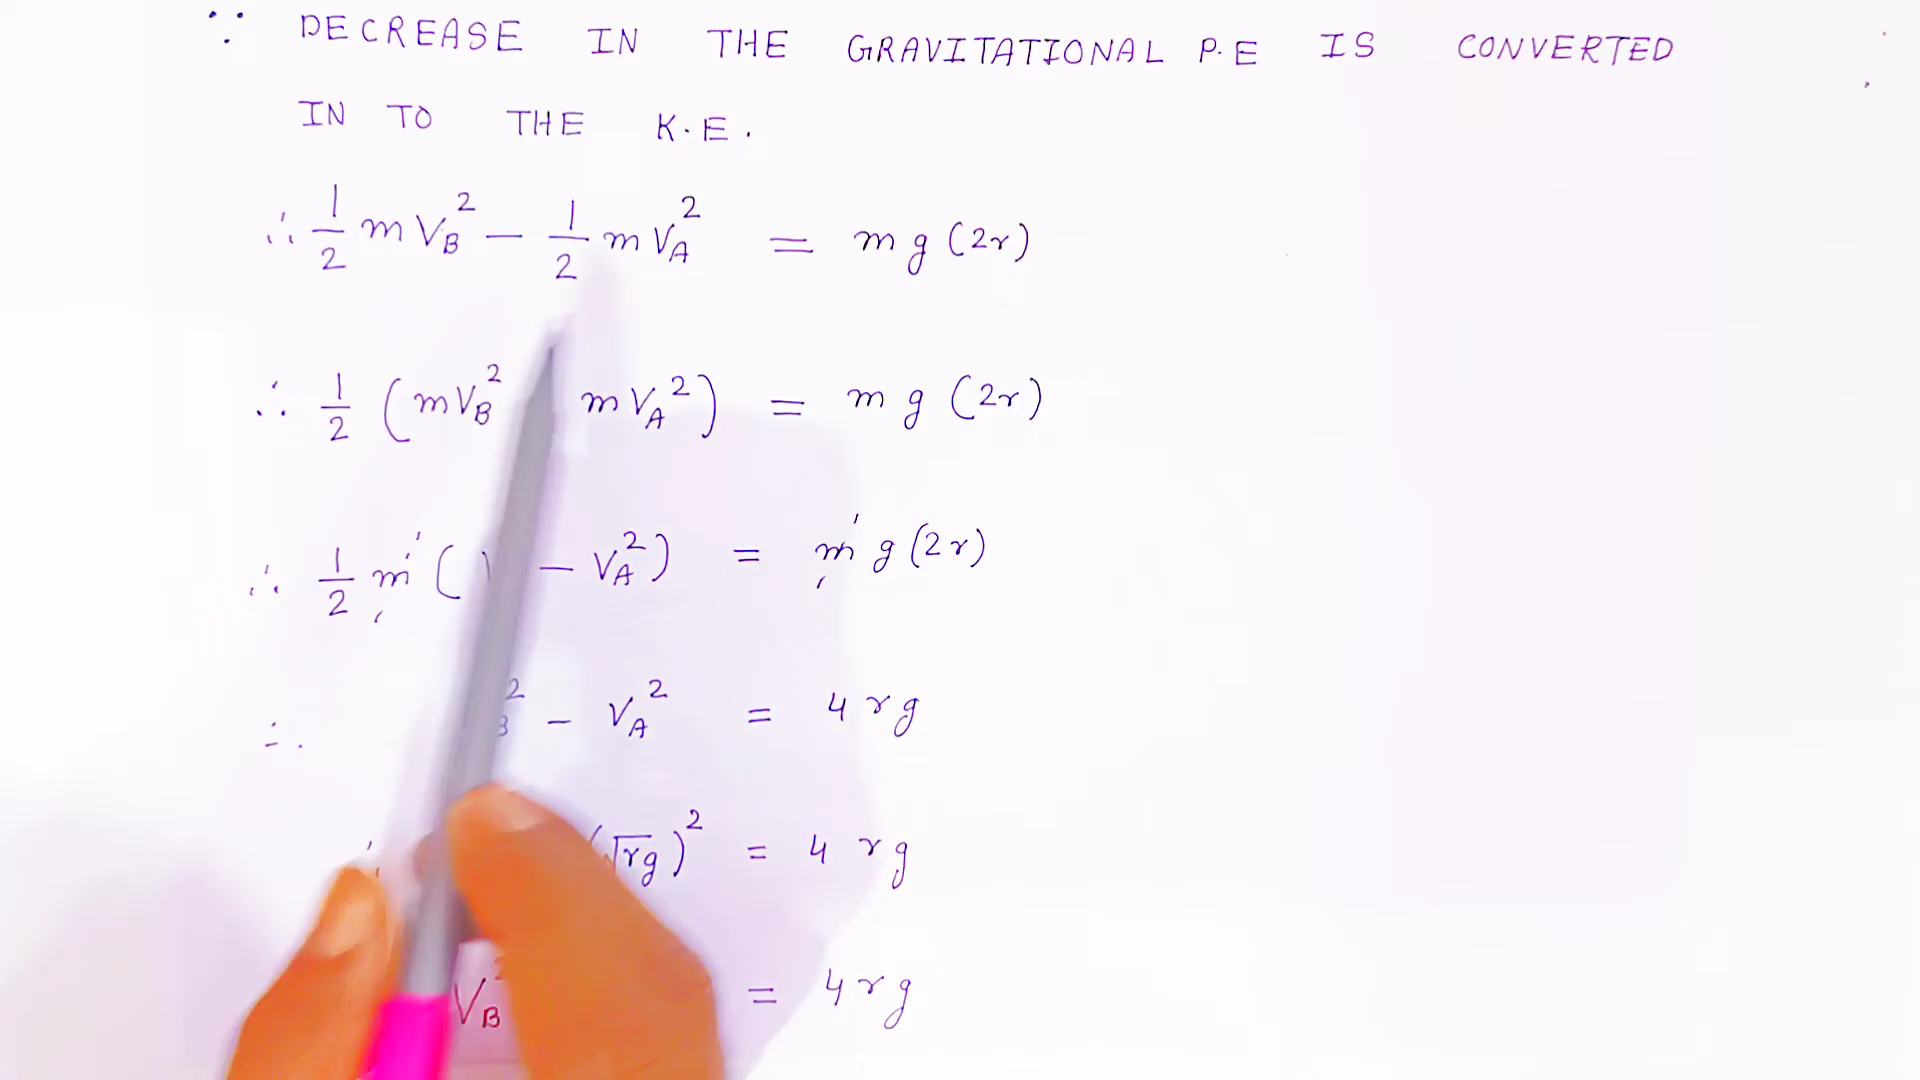 ∵ DECREASE IN THE GRAVITATIONAL P.E IS CONVERTED
IN TO THE K.E.
∴ 1/2 m V_B^2 - 1/2 m V_A^2 = m g (2r)
∴ 1/2 (m V_B^2 m V_A^2) = m g (2r)
∴ 1/2 m ( - V_A^2) = m g (2r)
∴ B^2 - V_A^2 = 4 r g
(√rg)^2 = 4 r g
V_B^2 = 4 r g